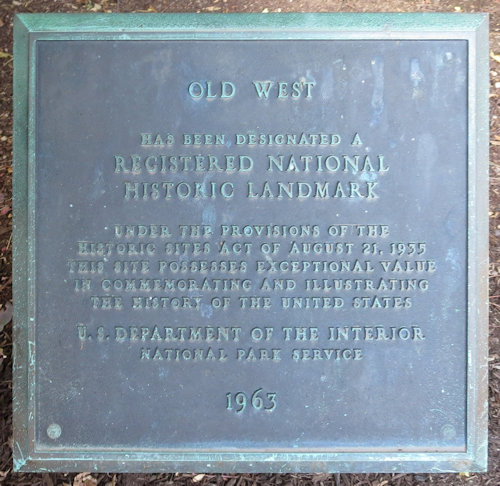 OLD WEST
HAS BEEN DESIGNATED A
REGISTERED NATIONAL
HISTORIC LANDMARK
UNDER THE PROVISIONS OF THE
HISTORIC SITES ACT OF AUGUST 21, 1935
THIS SITE POSSESSES EXCEPTIONAL VALUE
IN COMMEMORATING AND ILLUSTRATING
THE HISTORY OF THE UNITED STATES
U. S. DEPARTMENT OF THE INTERIOR
NATIONAL PARK SERVICE
1963